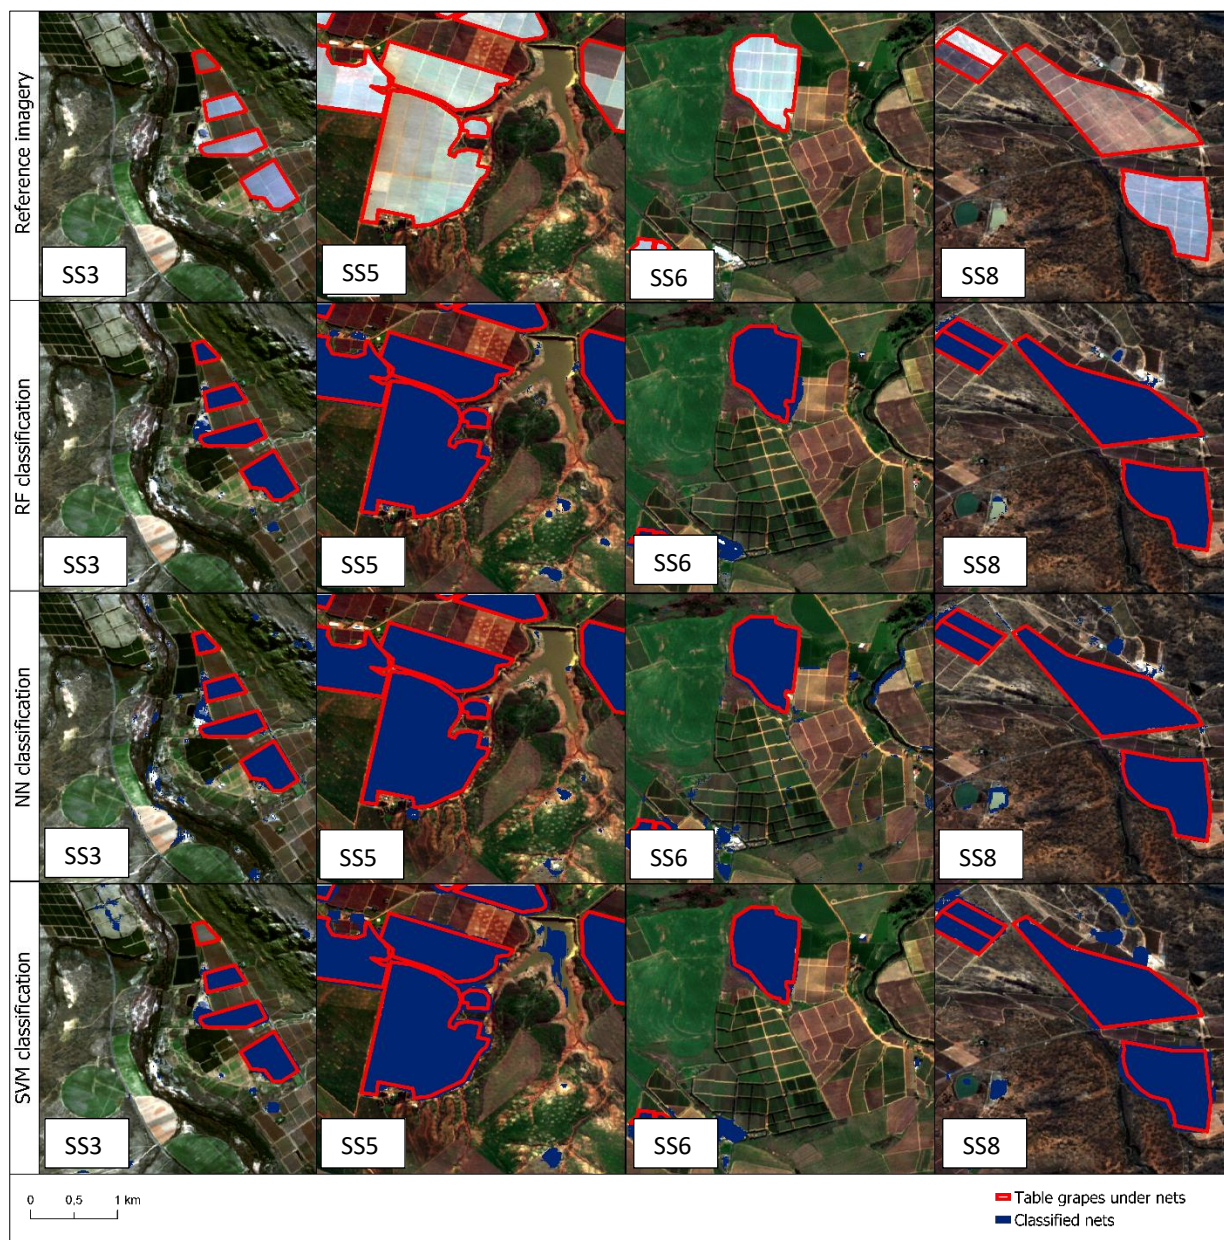 Reference imagery
SS3
SS5
SS6
SS8
RF classification
SS3
SS5
SS6
SS8
NN classification
SS3
SS5
SS6
SS8
SVM classification
SS3
SS5
SS6
SS8
0 0.5 1 km
Table grapes under nets
Classified nets